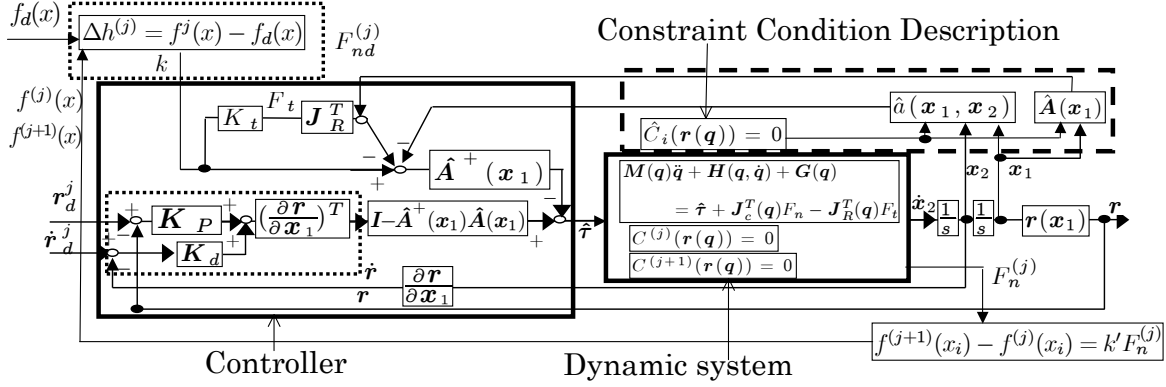 f_d(x)
Δh^{(j)} = f^j(x) − f_d(x)
F_{nd}^{(j)}
k
Constraint Condition Description
f^{(j)}(x)
f^{(j+1)}(x)
K_t
F_t
J_R^T
â(x_1, x_2)
Â(x_1)
Ĉ_i(r(q)) = 0
−
−
+
Â^+(x_1)
M(q)q̈ + H(q, q̇) + G(q)
= τ̂ + J_c^T(q)F_n − J_R^T(q)F_t
C^{(j)}(r(q)) = 0
C^{(j+1)}(r(q)) = 0
x_2
x_1
r_d^j
+
−
K_P
+
+
(∂r/∂x_1)^T
I−Â^+(x_1)Â(x_1)
−
+
τ̂
ẋ_2
1/s
1/s
r(x_1)
r
ṙ_d^j
+
−
K_d
ṙ
r
∂r/∂x_1
F_n^{(j)}
f^{(j+1)}(x_i) − f^{(j)}(x_i) = k′F_n^{(j)}
Controller
Dynamic system